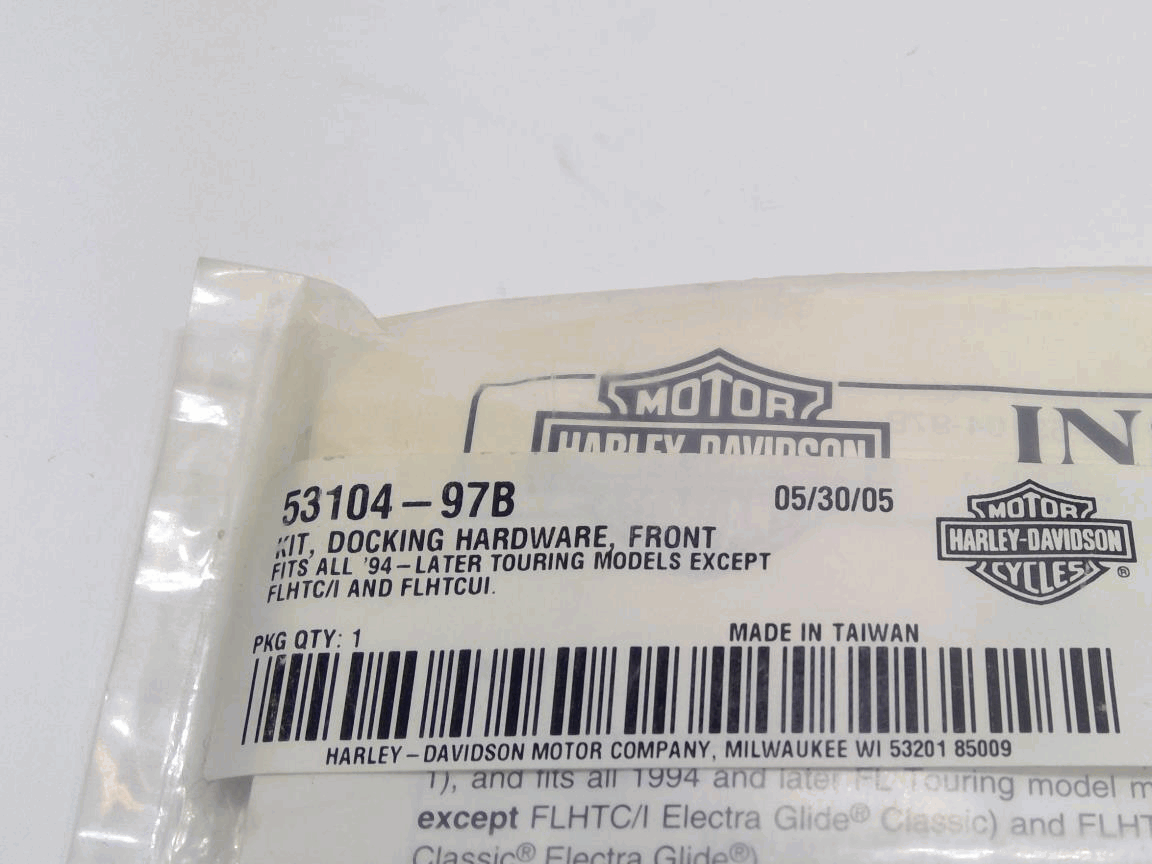 MOTOR
HARLEY-DAVIDSON
53104-97B 05/30/05
KIT, DOCKING HARDWARE, FRONT
FITS ALL '94-LATER TOURING MODELS EXCEPT
FLHTC/I AND FLHTCUI.
MOTOR
HARLEY-DAVIDSON
CYCLES ®
PKG QTY: 1 MADE IN TAIWAN
HARLEY-DAVIDSON MOTOR COMPANY, MILWAUKEE WI 53201 85009
1), and fits all 1994 and later FL Touring model
except FLHTC/I Electra Glide® Classic) and
Classic® Electra Glide®)